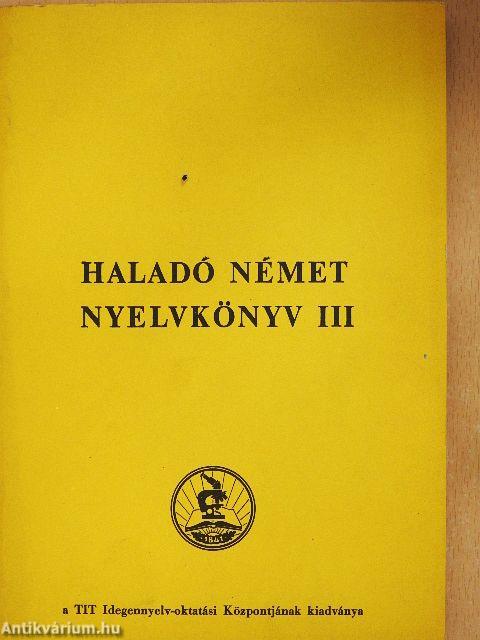 HALADÓ NÉMET
NYELVKÖNYV III
1841
a TIT Idegennyelv-oktatási Központjának kiadványa
Antikvárium.hu